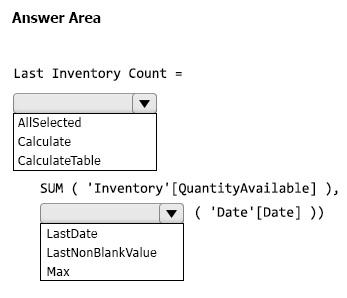 Answer Area
Last Inventory Count =
AllSelected
Calculate
CalculateTable
SUM ( 'Inventory'[QuantityAvailable] ),
( 'Date'[Date] ))
LastDate
LastNonBlankValue
Max